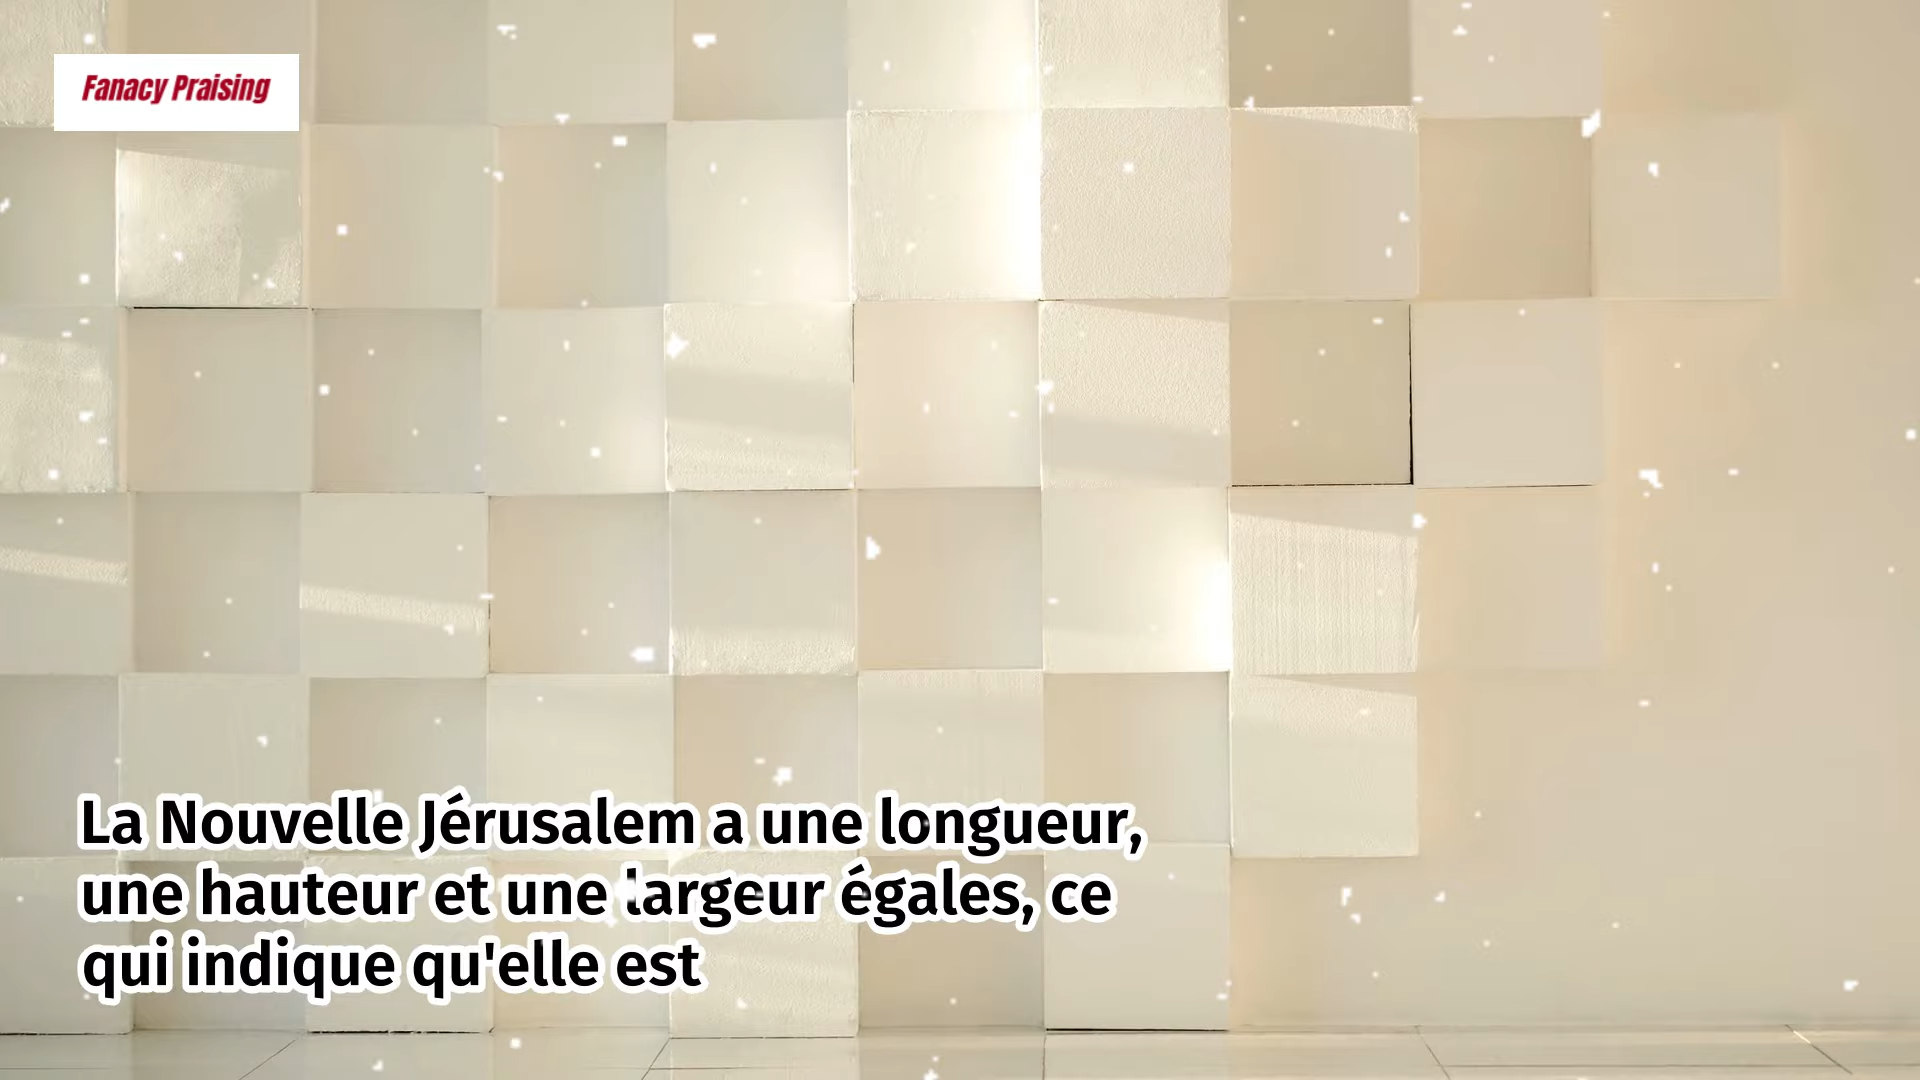 Fanacy Praising
La Nouvelle Jérusalem a une longueur,
une hauteur et une largeur égales, ce
qui indique qu'elle est